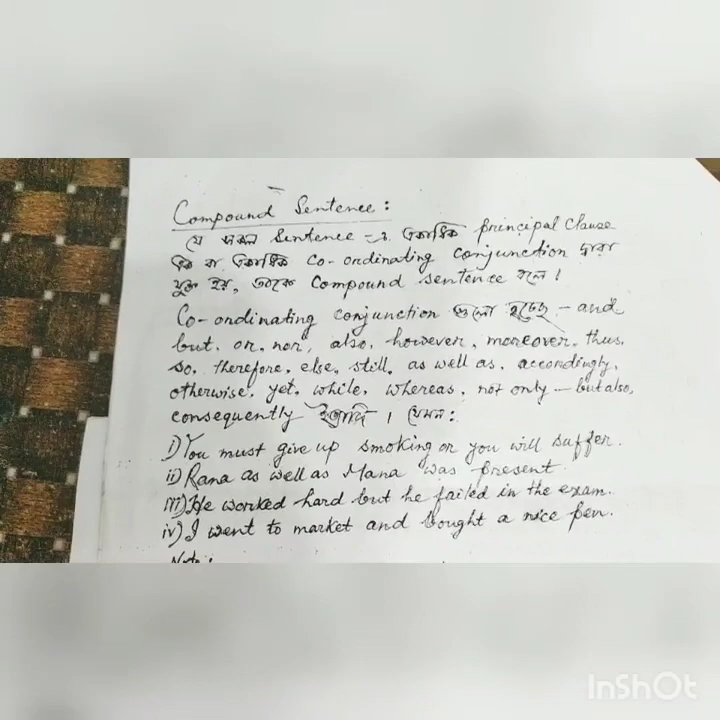 Compound Sentence:
যে সকল Sentence-এ একাধিক principal clause
এক বা একাধিক co-ordinating conjunction দ্বারা
যুক্ত হয়, তাকে Compound sentence বলে।
Co-ordinating conjunction গুলো হচ্ছে - and
but, or, nor, also, however, moreover, thus,
so, therefore, else, still, as well as, accordingly,
otherwise, yet, while, whereas, not only - but also,
consequently ইত্যাদি। যেমন:
i) You must give up smoking or you will suffer.
ii) Rana as well as Mana was present.
iii) He worked hard but he failed in the exam.
iv) I went to market and bought a nice pen.
Note:
InShOt